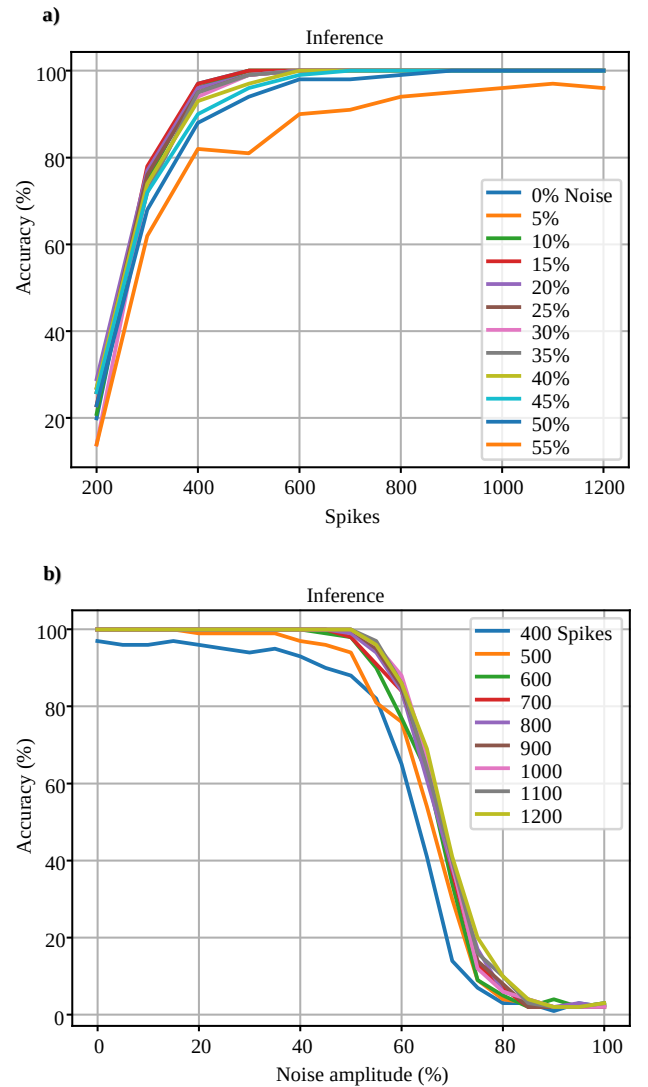 a)
Inference
100
80
60
40
20
Accuracy (%)
0% Noise
5%
10%
15%
20%
25%
30%
35%
40%
45%
50%
55%
200 400 600 800 1000 1200
Spikes
b)
Inference
100
80
60
40
20
0
Accuracy (%)
400 Spikes
500
600
700
800
900
1000
1100
1200
0 20 40 60 80 100
Noise amplitude (%)